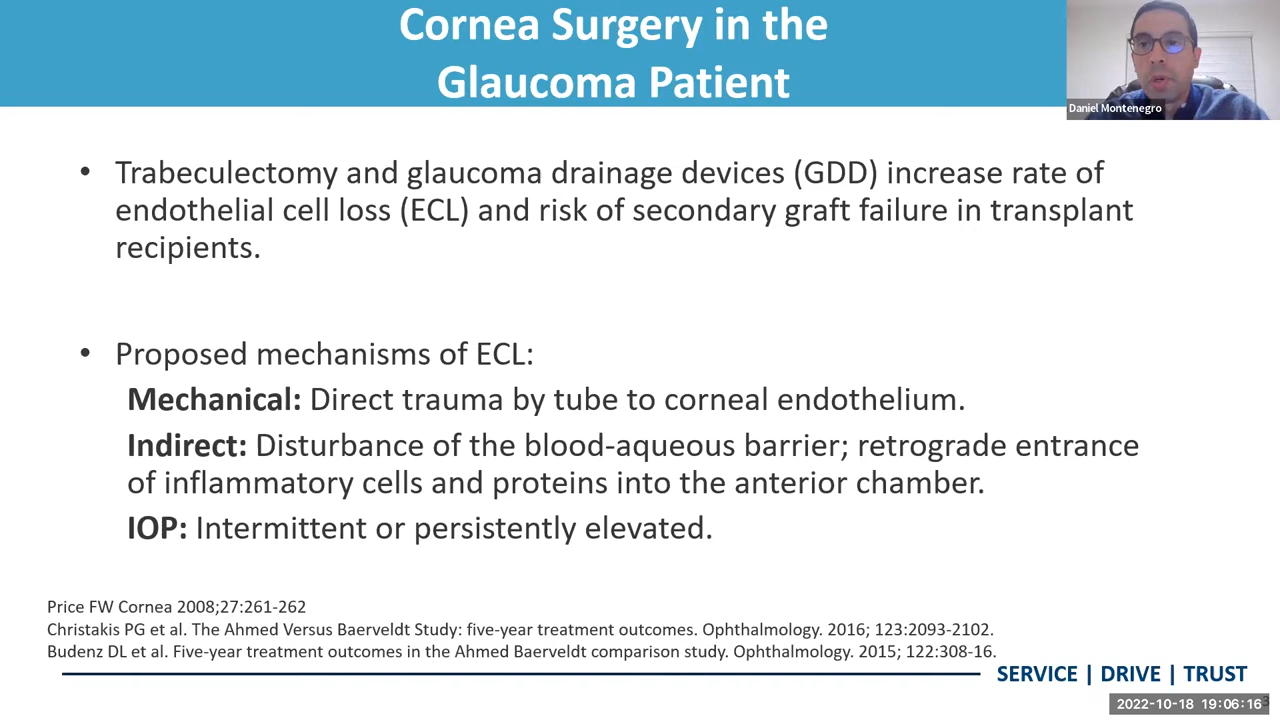 Cornea Surgery in the
Glaucoma Patient
Daniel Montenegro
• Trabeculectomy and glaucoma drainage devices (GDD) increase rate of
endothelial cell loss (ECL) and risk of secondary graft failure in transplant
recipients.
• Proposed mechanisms of ECL:
Mechanical: Direct trauma by tube to corneal endothelium.
Indirect: Disturbance of the blood-aqueous barrier; retrograde entrance
of inflammatory cells and proteins into the anterior chamber.
IOP: Intermittent or persistently elevated.
Price FW Cornea 2008;27:261-262
Christakis PG et al. The Ahmed Versus Baerveldt Study: five-year treatment outcomes. Ophthalmology. 2016; 123:2093-2102.
Budenz DL et al. Five-year treatment outcomes in the Ahmed Baerveldt comparison study. Ophthalmology. 2015; 122:308-16.
SERVICE | DRIVE | TRUST
3
2022-10-18 19:06:16